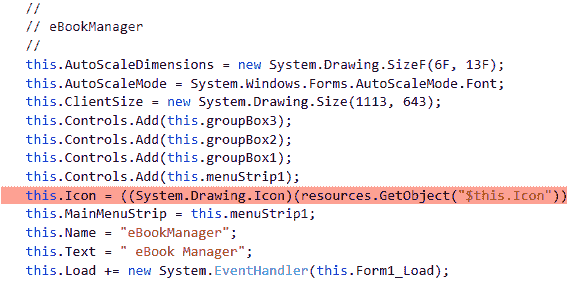 //
// eBookManager
//
this.AutoScaleDimensions = new System.Drawing.SizeF(6F, 13F);
this.AutoScaleMode = System.Windows.Forms.AutoScaleMode.Font;
this.ClientSize = new System.Drawing.Size(1113, 643);
this.Controls.Add(this.groupBox3);
this.Controls.Add(this.groupBox2);
this.Controls.Add(this.groupBox1);
this.Controls.Add(this.menuStrip1);
this.Icon = ((System.Drawing.Icon)(resources.GetObject("$this.Icon"))
this.MainMenuStrip = this.menuStrip1;
this.Name = "eBookManager";
this.Text = " eBook Manager";
this.Load += new System.EventHandler(this.Form1_Load);